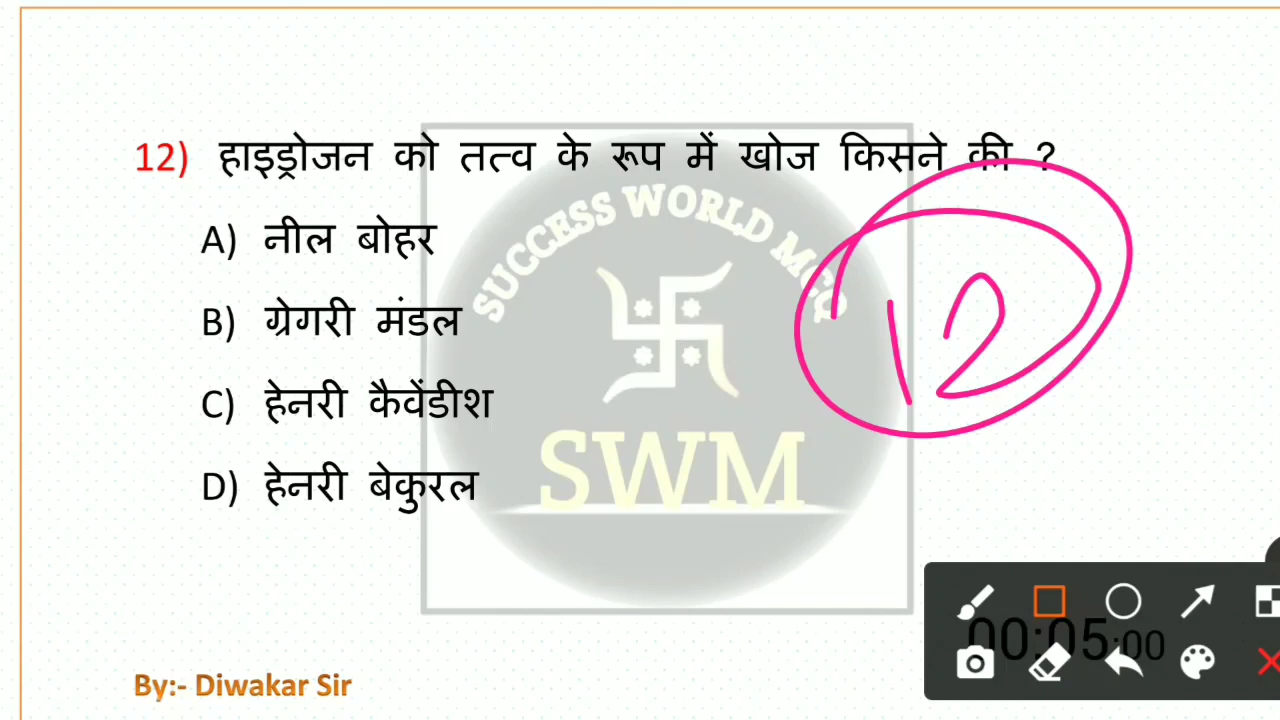 12) हाइड्रोजन को तत्व के रूप में खोज किसने की ?
A) नील बोहर
B) ग्रेगरी मंडल
C) हेनरी कैवेंडीश
D) हेनरी बेकुरल
SUCCESS WORLD MCQ
12
SWM
00:05:00
By:- Diwakar Sir